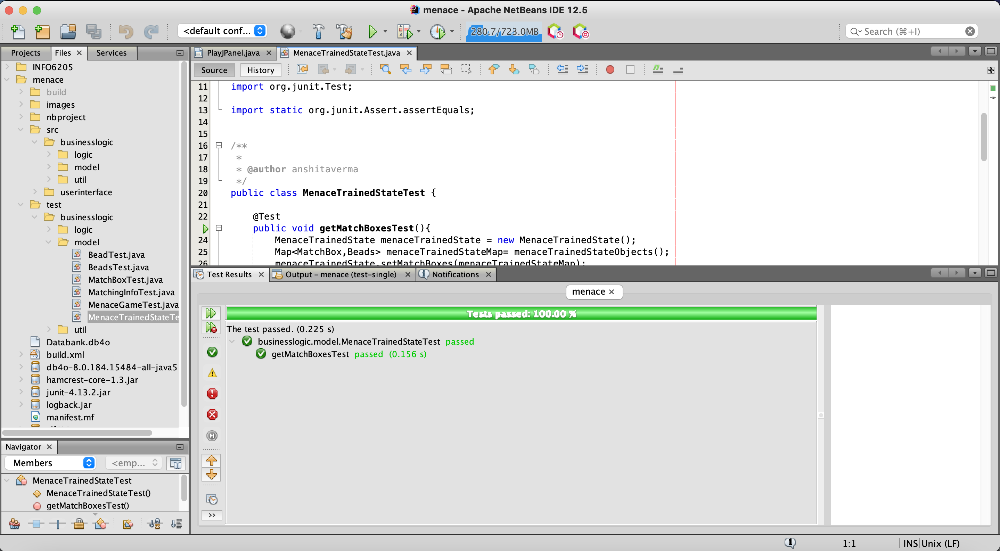 menace - Apache NetBeans IDE 12.5
<default conf...
280.7/723.0MB
Search (⌘+I)
Projects
Files
Services
INFO6205
menace
build
images
nbproject
src
businesslogic
logic
model
util
userinterface
test
businesslogic
logic
model
BeadTest.java
BeadsTest.java
MatchBoxTest.java
MatchingInfoTest.java
MenaceGameTest.java
MenaceTrainedStateTe
util
Databank.db4o
build.xml
db4o-8.0.184.15484-all-java5
hamcrest-core-1.3.jar
junit-4.13.2.jar
logback.jar
manifest.mf
Navigator
Members
<emp...
MenaceTrainedStateTest
MenaceTrainedStateTest()
getMatchBoxesTest()
PlayJPanel.java
MenaceTrainedStateTest.java
Source
History
11 import org.junit.Test;
12
13 import static org.junit.Assert.assertEquals;
14
15
16 /**
17 *
18 * @author anshitaverma
19 */
20 public class MenaceTrainedStateTest {
21
22 @Test
public void getMatchBoxesTest(){
24 MenaceTrainedState menaceTrainedState = new MenaceTrainedState();
25 Map<MatchBox,Beads> menaceTrainedStateMap= menaceTrainedStateObjects();
26 menaceTrainedState.setMatchBoxes(menaceTrainedStateMap);
Test Results
Output – menace (test-single)
Notifications
menace
Tests passed: 100.00 %
The test passed. (0.225 s)
businesslogic.model.MenaceTrainedStateTest passed
getMatchBoxesTest passed (0.156 s)
>>
1
1:1
INS
Unix (LF)